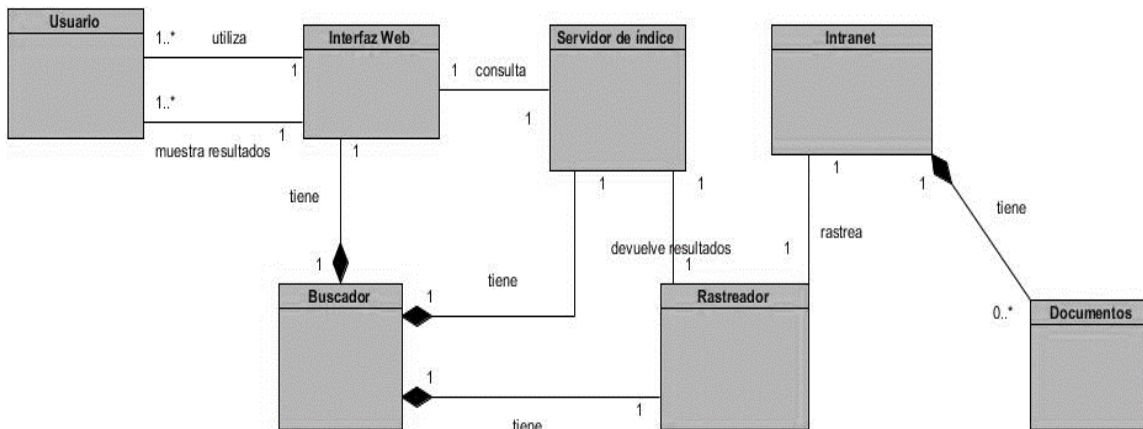 Usuario
1..*
utiliza
1
Interfaz Web
1..*
1
muestra resultados
1
consulta
1
Servidor de índice
Intranet
1
tiene
1
1
1
devuelve resultados
1
1
1
rastrea
1
tiene
0..*
Buscador
1
tiene
1
tiene
1
Rastreador
Documentos